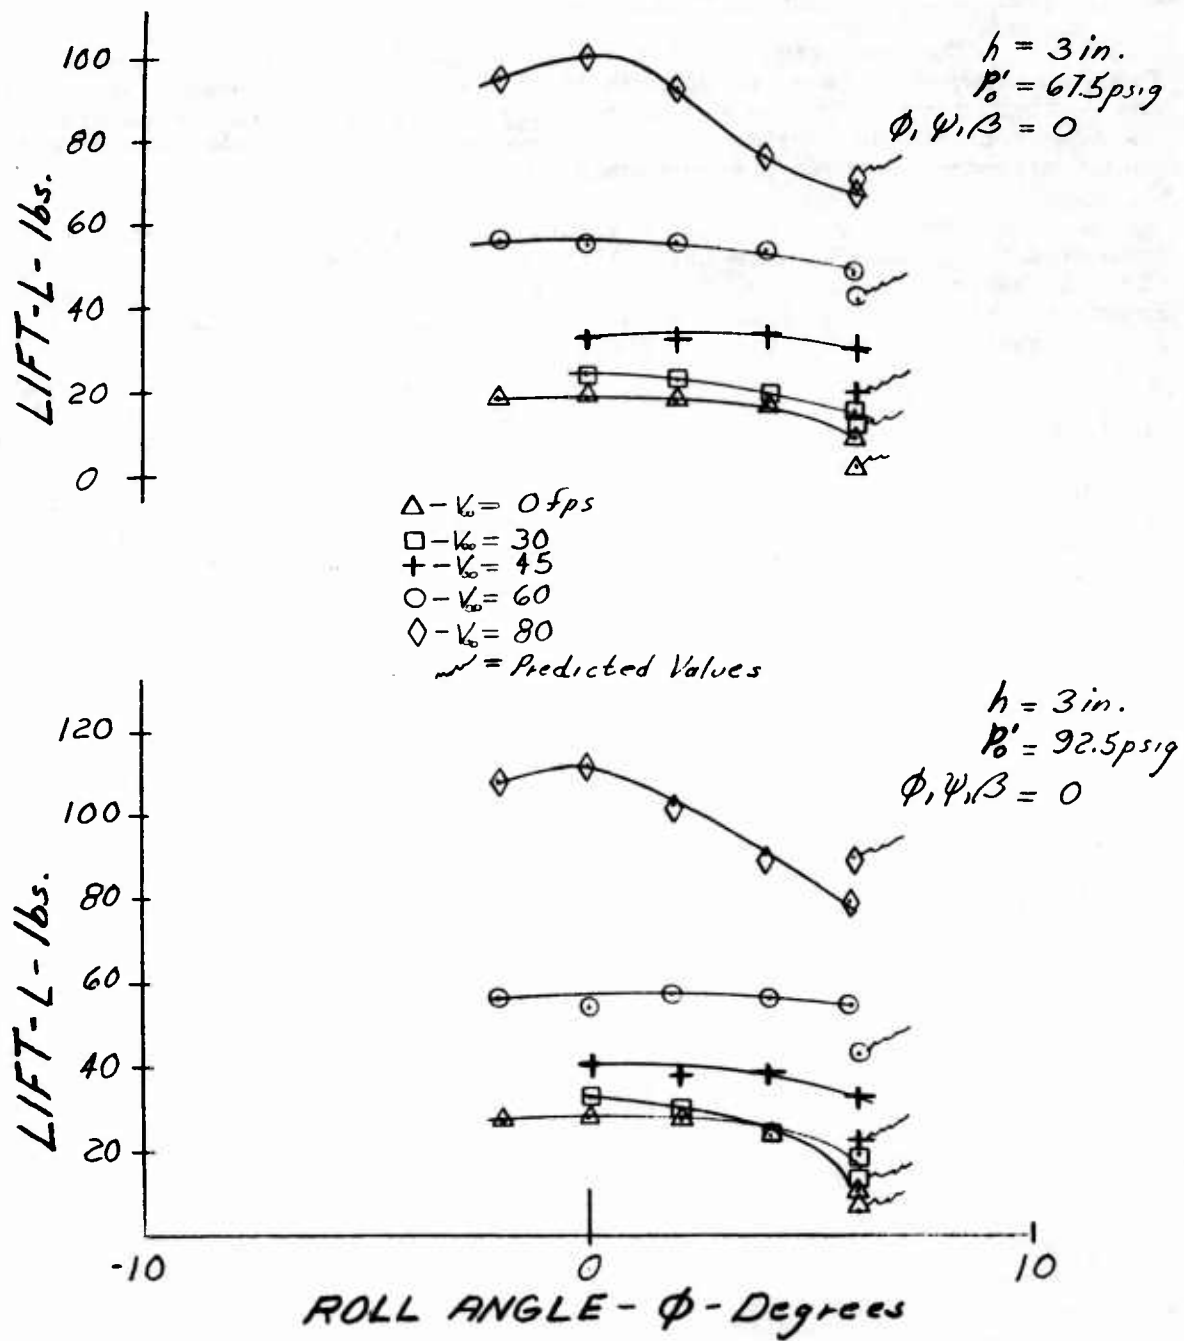 h = 3 in.
P₀' = 67.5 psig
φ, ψ, β = 0
100
80
60
40
20
0
LIFT-L-lbs.
△ - V∞ = 0 fps
□ - V∞ = 30
+ - V∞ = 45
○ - V∞ = 60
◇ - V∞ = 80
= Predicted Values
h = 3 in.
P₀' = 92.5 psig
φ, ψ, β = 0
120
100
80
60
40
20
LIFT-L-lbs.
-10 0 10
ROLL ANGLE - φ - Degrees